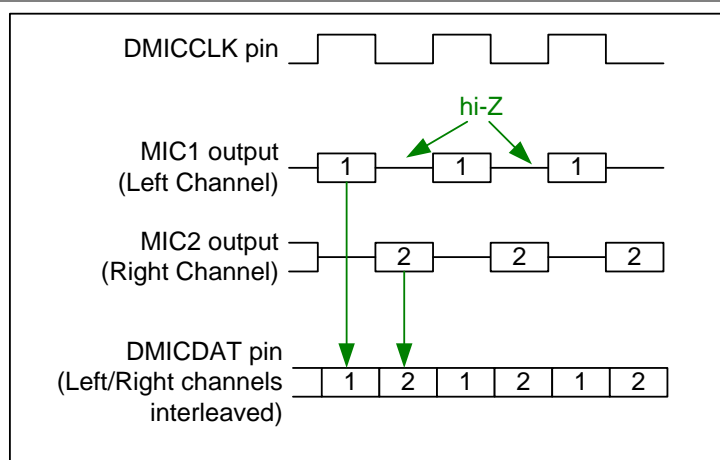 DMICCLK pin
hi-Z
MIC1 output
(Left Channel)
1 1 1
MIC2 output
(Right Channel)
2 2 2
DMICDAT pin
(Left/Right channels
interleaved)
1 2 1 2 1 2